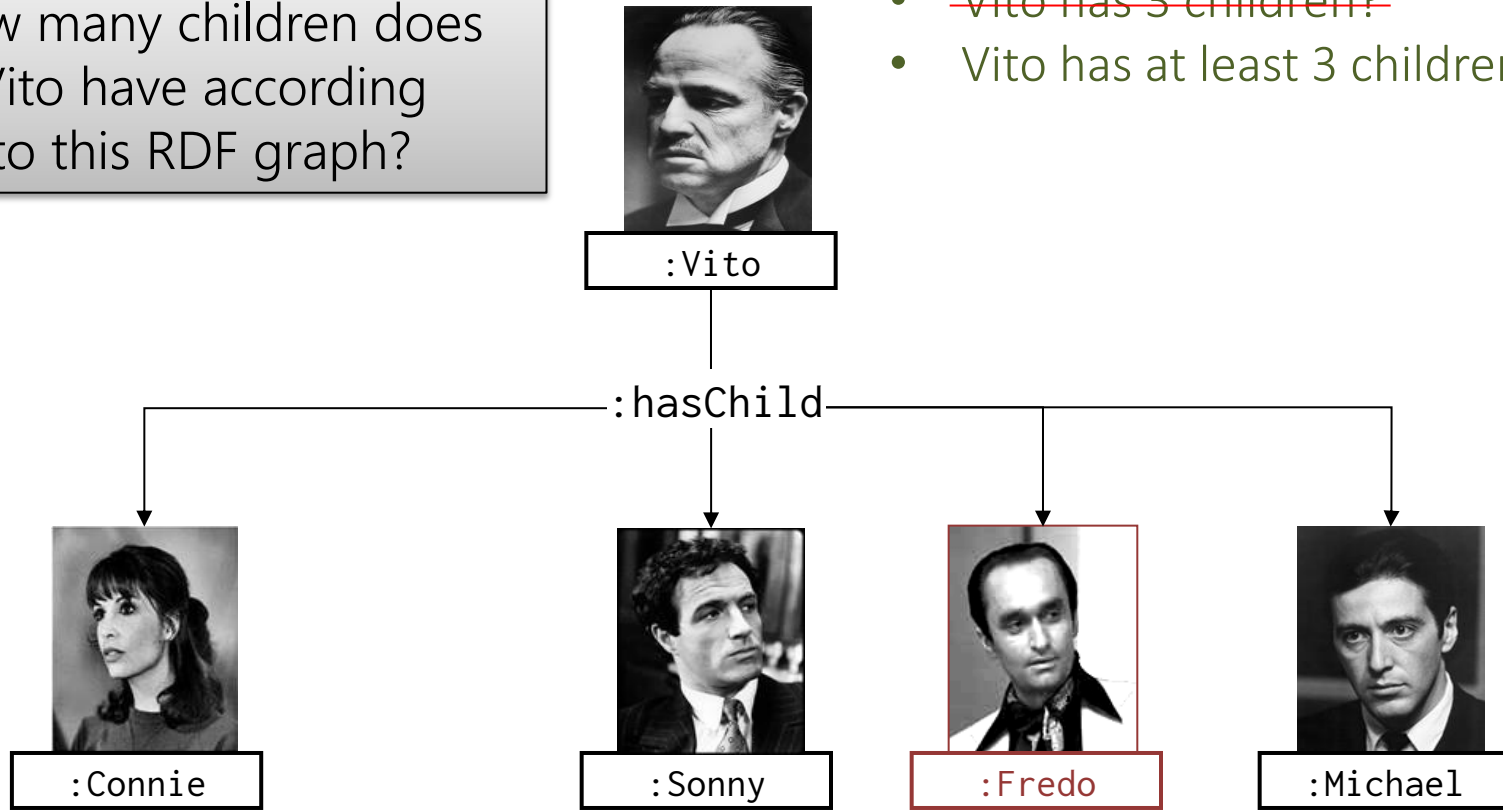 w many children does
Vito have according
to this RDF graph?
• Vito has 3 children?
• Vito has at least 3 children
:Vito
:hasChild
:Connie
:Sonny
:Fredo
:Michael